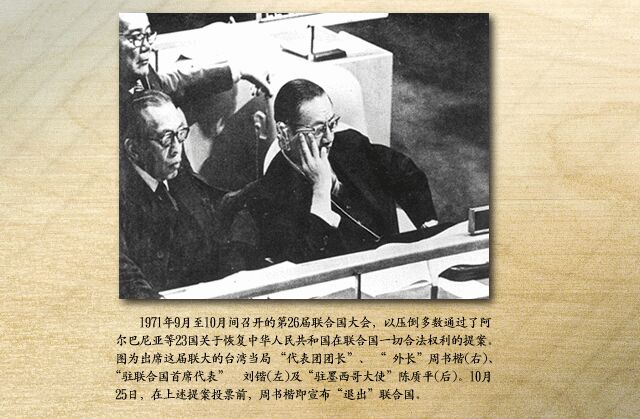 1971年9月至10月间召开的第26届联合国大会，以压倒多数通过了阿
尔巴尼亚等23国关于恢复中华人民共和国在联合国一切合法权利的提案。
图为出席这届联大的台湾当局 “代表团团长”、 “ 外长” 周书楷(右)、
“驻联合国首席代表” 刘锴(左)及“驻墨西哥大使” 陈质平(后)。10月
25日，在上述提案投票前，周书楷即宣布“退出” 联合国。